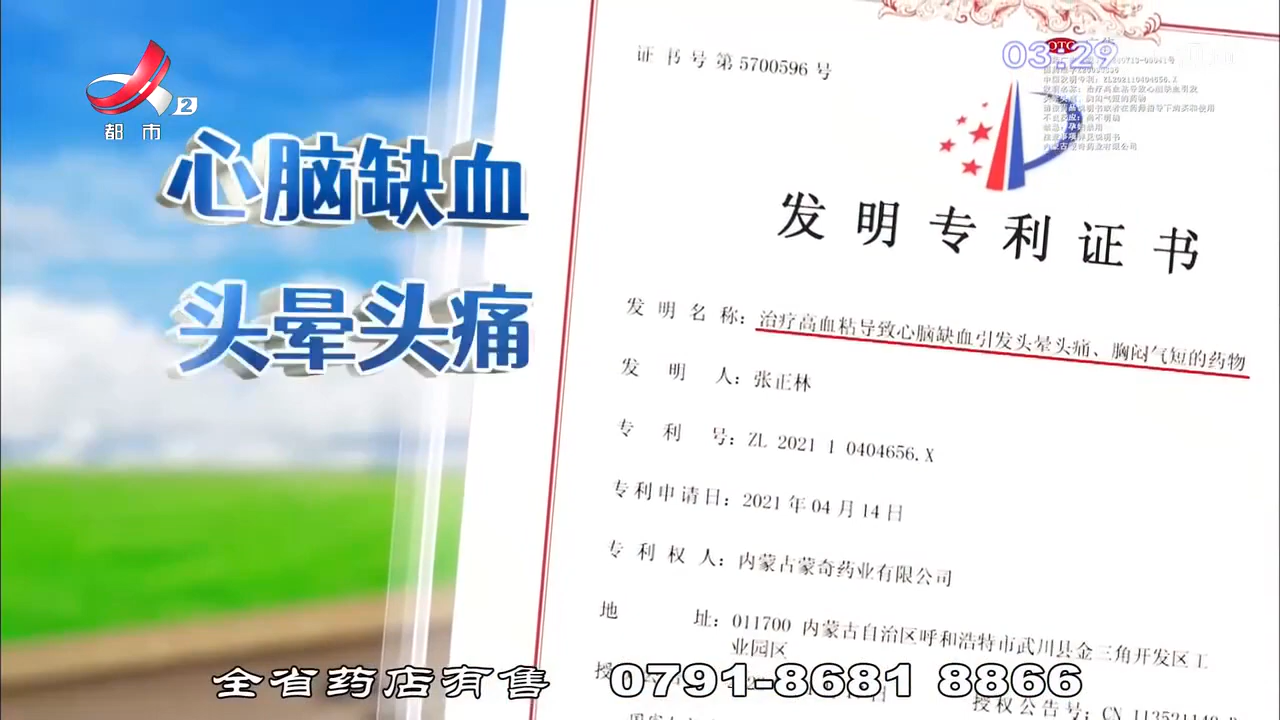 都市
2
03:29
OTC
心脑缺血
头晕头痛
证书号第5700596号
发明专利证书
发明名称：治疗高血粘导致心脑缺血引发头晕头痛、胸闷气短的药物
发明人：张正林
专利号：ZL 2021 1 0404656.X
专利申请日：2021年04月14日
专利权人：内蒙古蒙奇药业有限公司
地址：011700 内蒙古自治区呼和浩特市武川县金三角开发区工
业园区
全省药店有售 0791-8681 8866